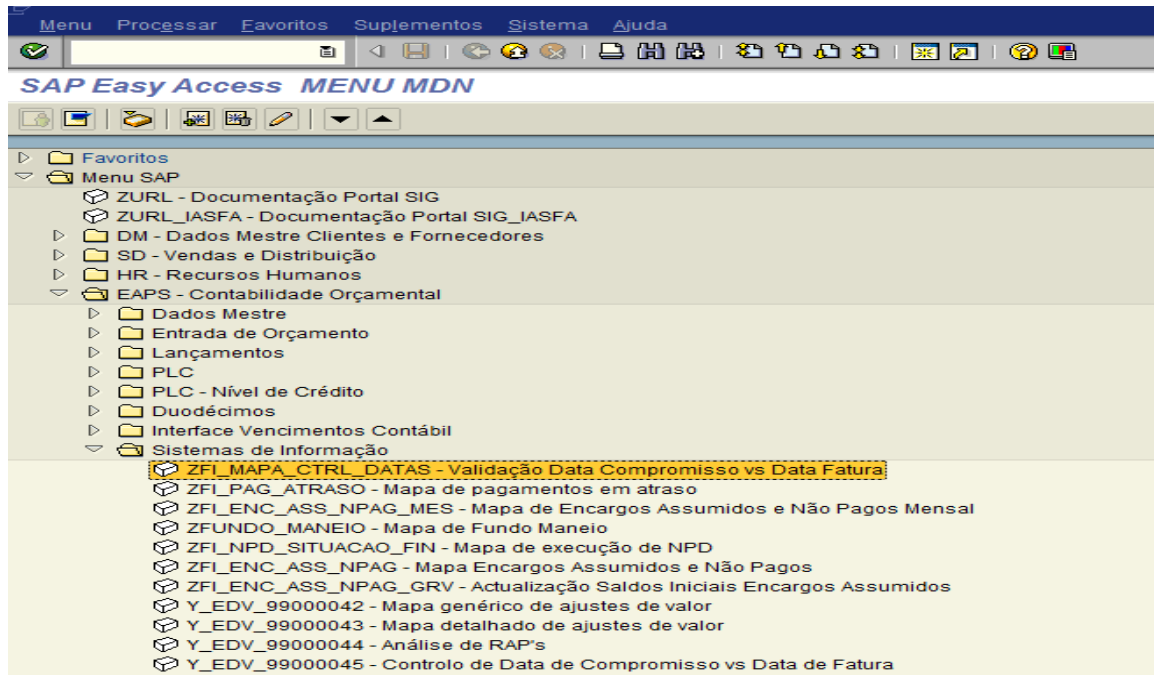 Menu Processar Favoritos Suplementos Sistema Ajuda
SAP Easy Access MENU MDN
Favoritos
Menu SAP
ZURL - Documentação Portal SIG
ZURL_IASFA - Documentação Portal SIG_IASFA
DM - Dados Mestre Clientes e Fornecedores
SD - Vendas e Distribuição
HR - Recursos Humanos
EAPS - Contabilidade Orçamental
Dados Mestre
Entrada de Orçamento
Lançamentos
PLC
PLC - Nível de Crédito
Duodécimos
Interface Vencimentos Contábil
Sistemas de Informação
ZFI_MAPA_CTRL_DATAS - Validação Data Compromisso vs Data Fatura
ZFI_PAG_ATRASO - Mapa de pagamentos em atraso
ZFI_ENC_ASS_NPAG_MES - Mapa de Encargos Assumidos e Não Pagos Mensal
ZFUNDO_MANEIO - Mapa de Fundo Maneio
ZFI_NPD_SITUACAO_FIN - Mapa de execução de NPD
ZFI_ENC_ASS_NPAG - Mapa Encargos Assumidos e Não Pagos
ZFI_ENC_ASS_NPAG_GRV - Actualização Saldos Iniciais Encargos Assumidos
Y_EDV_99000042 - Mapa genérico de ajustes de valor
Y_EDV_99000043 - Mapa detalhado de ajustes de valor
Y_EDV_99000044 - Análise de RAP's
Y_EDV_99000045 - Controlo de Data de Compromisso vs Data de Fatura